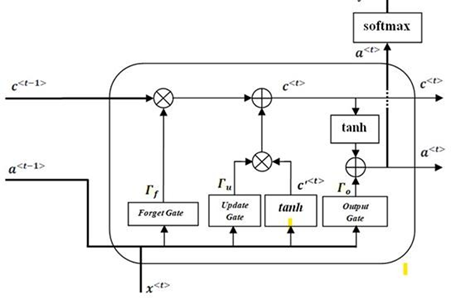 softmax
a<t>
c<t-1>
c<t>
c<t>
tanh
a<t-1>
a<t>
Γf
Γu
c'<t>
Γo
Forget Gate
Update Gate
tanh
Output Gate
x<t>